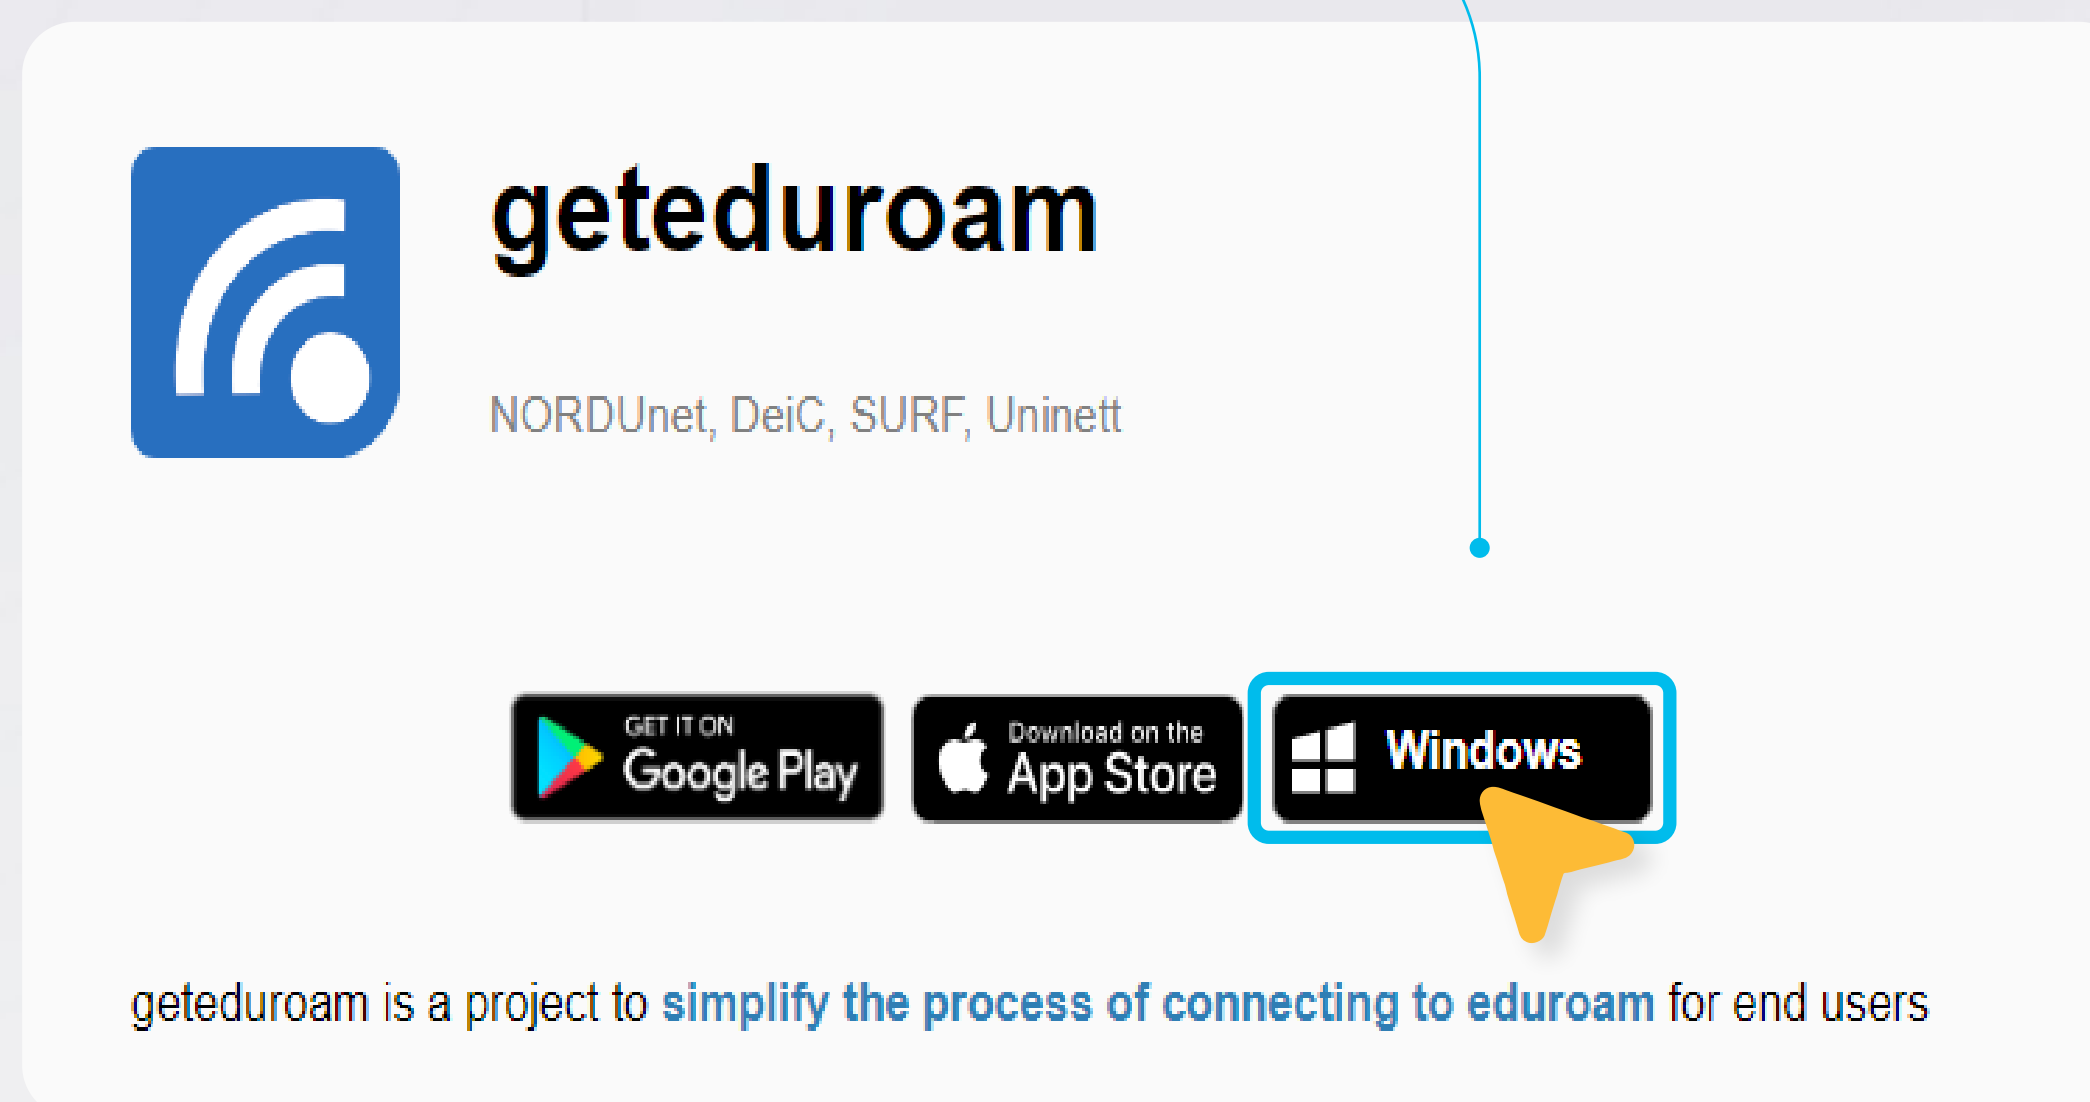 geteduroam
NORDUnet, DeiC, SURF, Uninett
GET IT ON
Google Play
Download on the
App Store
Windows
geteduroam is a project to simplify the process of connecting to eduroam for end users